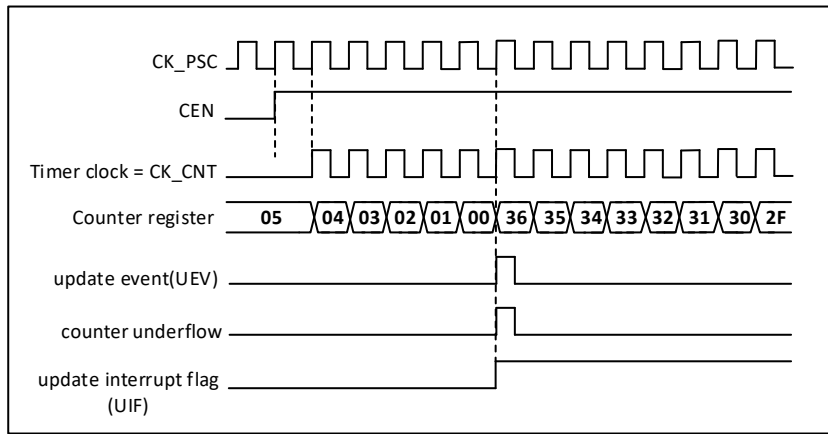 CK_PSC
CEN
Timer clock = CK_CNT
Counter register 05 04 03 02 01 00 36 35 34 33 32 31 30 2F
update event(UEV)
counter underflow
update interrupt flag
(UIF)